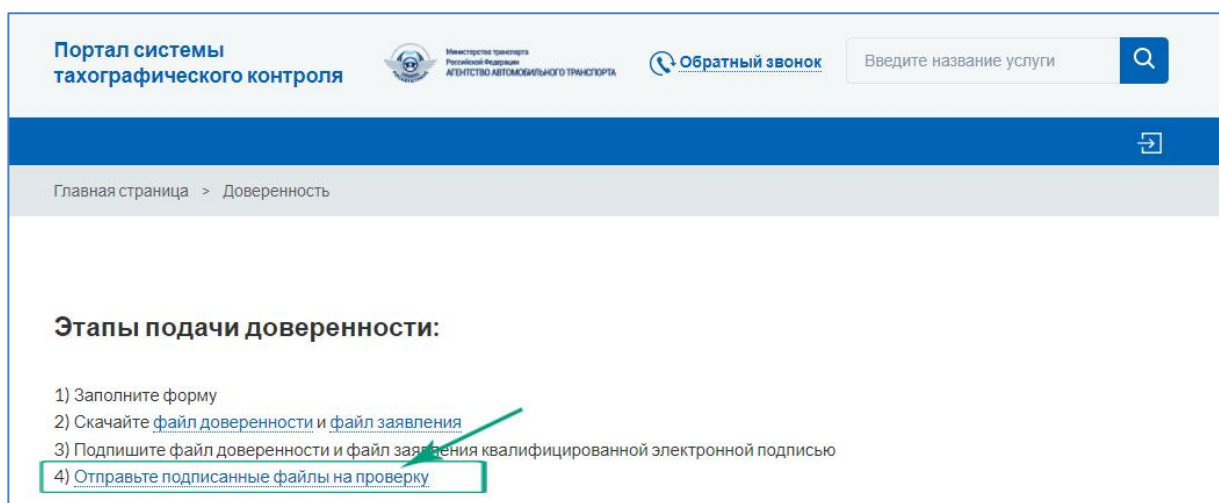 Портал системы
тахографического контроля
Министерство транспорта
Российской Федерации
АГЕНТСТВО АВТОМОБИЛЬНОГО ТРАНСПОРТА
Обратный звонок
Введите название услуги
Главная страница > Доверенность
Этапы подачи доверенности:
1) Заполните форму
2) Скачайте файл доверенности и файл заявления
3) Подпишите файл доверенности и файл заявления квалифицированной электронной подписью
4) Отправьте подписанные файлы на проверку